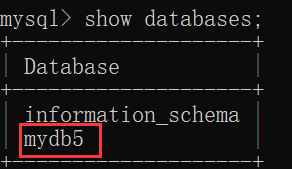 mysql> show databases;
+--------------------+
| Database           |
+--------------------+
| information_schema |
| mydb5              |
+--------------------+